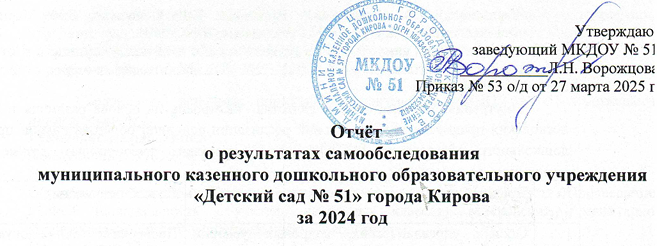 Утверждаю
заведующий МКДОУ № 51
Л.Н. Ворожцова
Приказ № 53 о/д от 27 марта 2025 г
МКДОУ
№ 51
Отчёт
о результатах самообследования
муниципального казенного дошкольного образовательного учреждения
«Детский сад № 51» города Кирова
за 2024 год